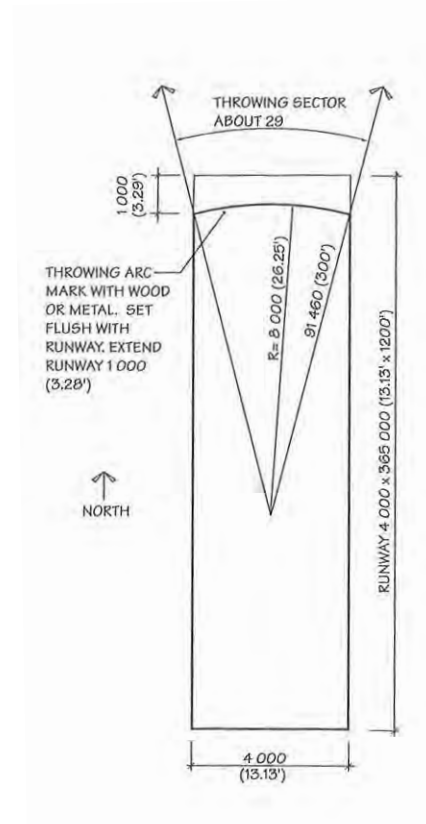 THROWING SECTOR
ABOUT 29
1 000
(3.29')
THROWING ARC
MARK WITH WOOD
OR METAL. SET
FLUSH WITH
RUNWAY. EXTEND
RUNWAY 1 000
(3.28')
R= 8 000 (26.25')
91 460 (300')
RUNWAY 4 000 x 365 000 (13.13' x 1200')
NORTH
4 000
(13.13')